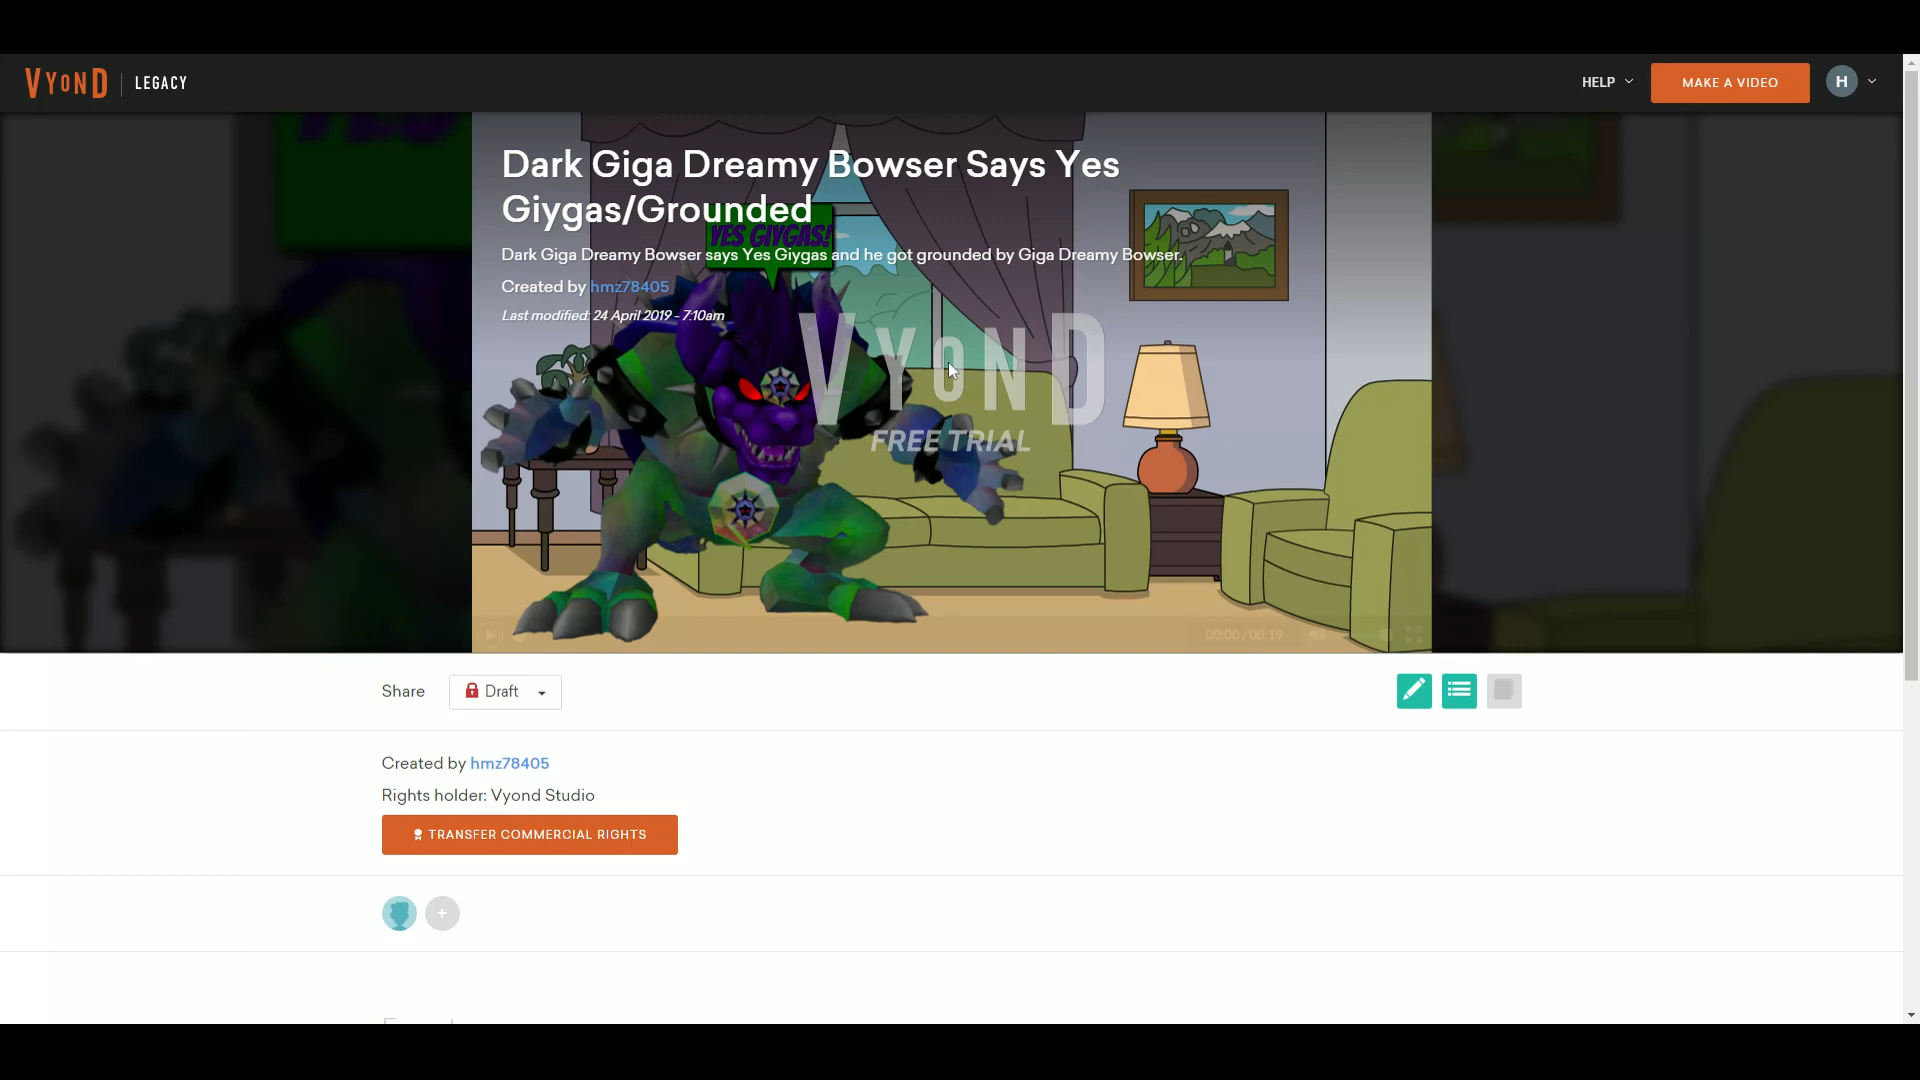 VYOND LEGACY
HELP
MAKE A VIDEO
H
Dark Giga Dreamy Bowser Says Yes
Giygas/Grounded
YES GIYGAS!
Dark Giga Dreamy Bowser says Yes Giygas and he got grounded by Giga Dreamy Bowser.
Created by hmz78405
Last modified: 24 April 2019 - 7:10am
VYOND
FREE TRIAL
00:00 / 00:19
Share
Draft
Created by hmz78405
Rights holder: Vyond Studio
TRANSFER COMMERCIAL RIGHTS